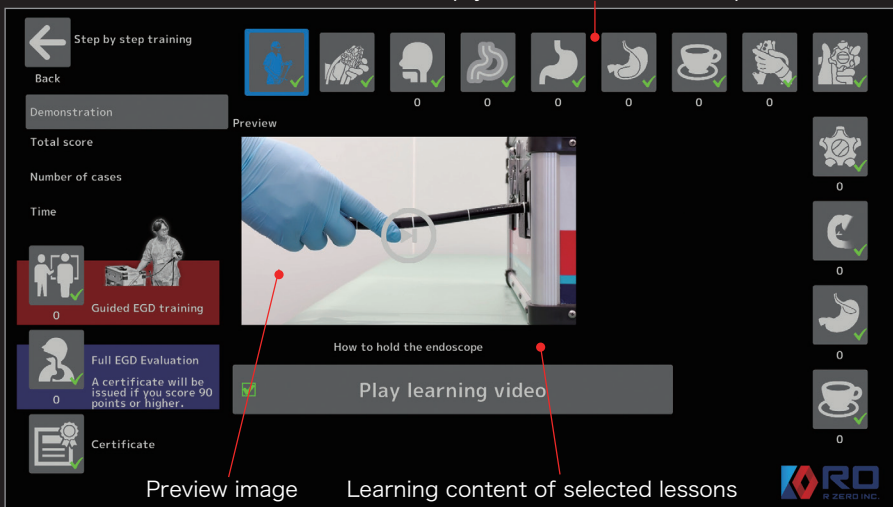 Step by step training
Back
0 0 0 0 0 0
Demonstration
Preview
Total score
Number of cases
Time
0
0
Guided EGD training
0
How to hold the endoscope
Full EGD Evaluation
A certificate will be
issued if you score 90
points or higher.
0
0
Play learning video
Certificate
0
Preview image
Learning content of selected lessons
RO
R ZERO INC.